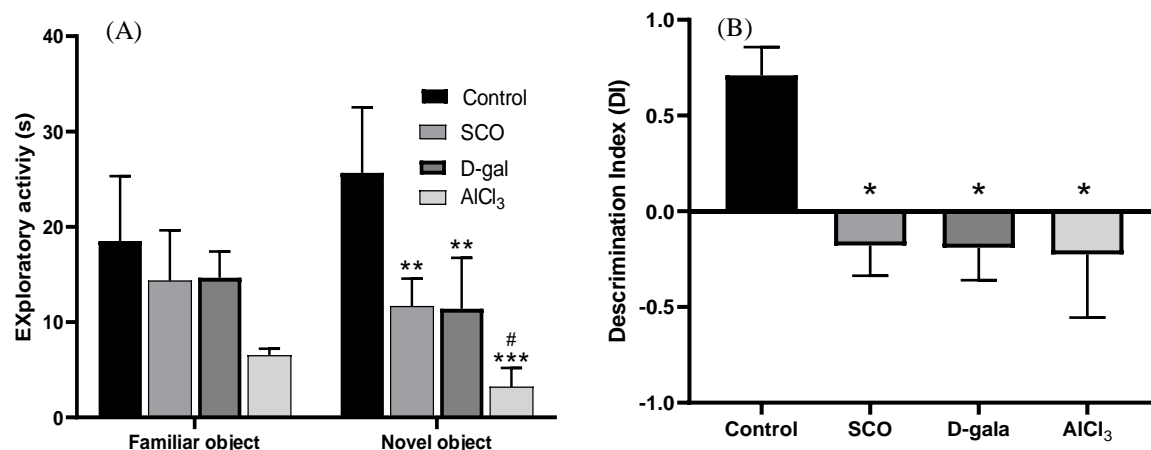 (A)
EXploratory activiy (s)
40
30
20
10
0
Control
SCO
D-gal
AlCl₃
**
**
#
***
Familiar object
Novel object
(B)
Descrimination Index (DI)
1.0
0.5
0.0
-0.5
-1.0
*
*
*
Control
SCO
D-gala
AlCl₃